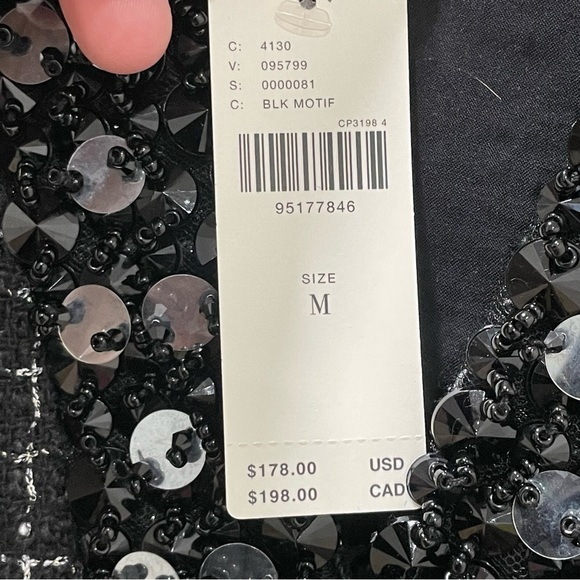 C: 4130
V: 095799
S: 0000081
C: BLK MOTIF
CP3198 4
95177846
SIZE
M
$178.00 USD
$198.00 CAD